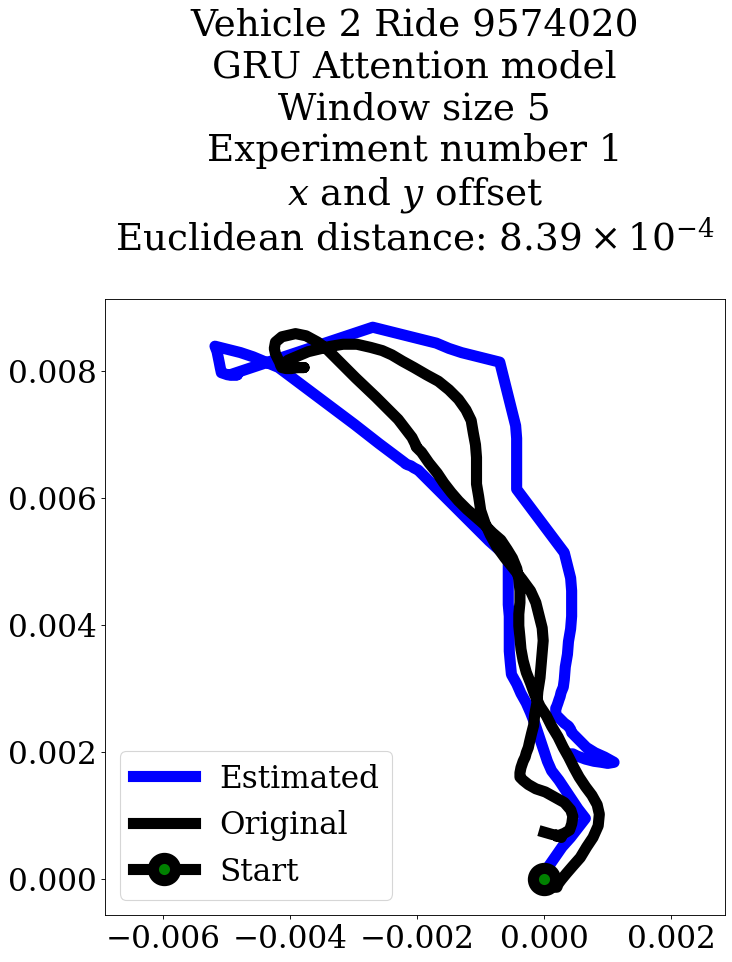 Vehicle 2 Ride 9574020
GRU Attention model
Window size 5
Experiment number 1
x and y offset
Euclidean distance: 8.39 × 10⁻⁴
0.008
0.006
0.004
0.002
0.000
Estimated
Original
Start
−0.006 −0.004 −0.002 0.000 0.002